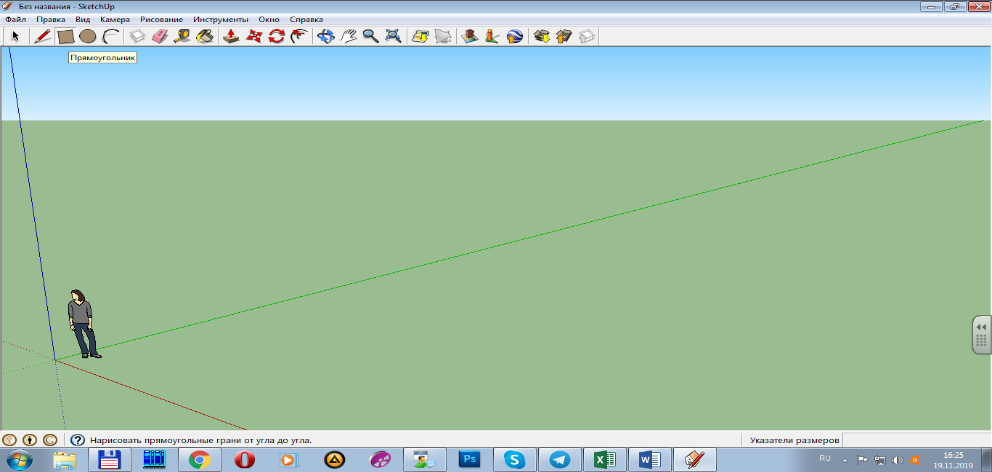 Без названия - SketchUp
Файл Правка Вид Камера Рисование Инструменты Окно Справка
Прямоугольник
Нарисовать прямоугольные грани от угла до угла. Указатели размеров
Ps S X W RU 16:25
19.11.2019